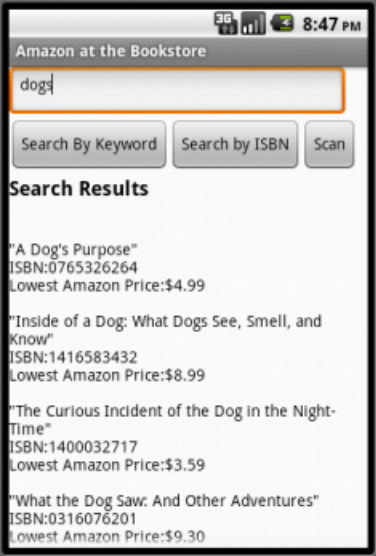 3G 8:47 PM
Amazon at the Bookstore
dogs
Search By Keyword Search by ISBN Scan
Search Results
"A Dog's Purpose"
ISBN:0765326264
Lowest Amazon Price:$4.99
"Inside of a Dog: What Dogs See, Smell, and
Know"
ISBN:1416583432
Lowest Amazon Price:$8.99
"The Curious Incident of the Dog in the Night-
Time"
ISBN:1400032717
Lowest Amazon Price:$3.59
"What the Dog Saw: And Other Adventures"
ISBN:0316076201
Lowest Amazon Price:$9.30